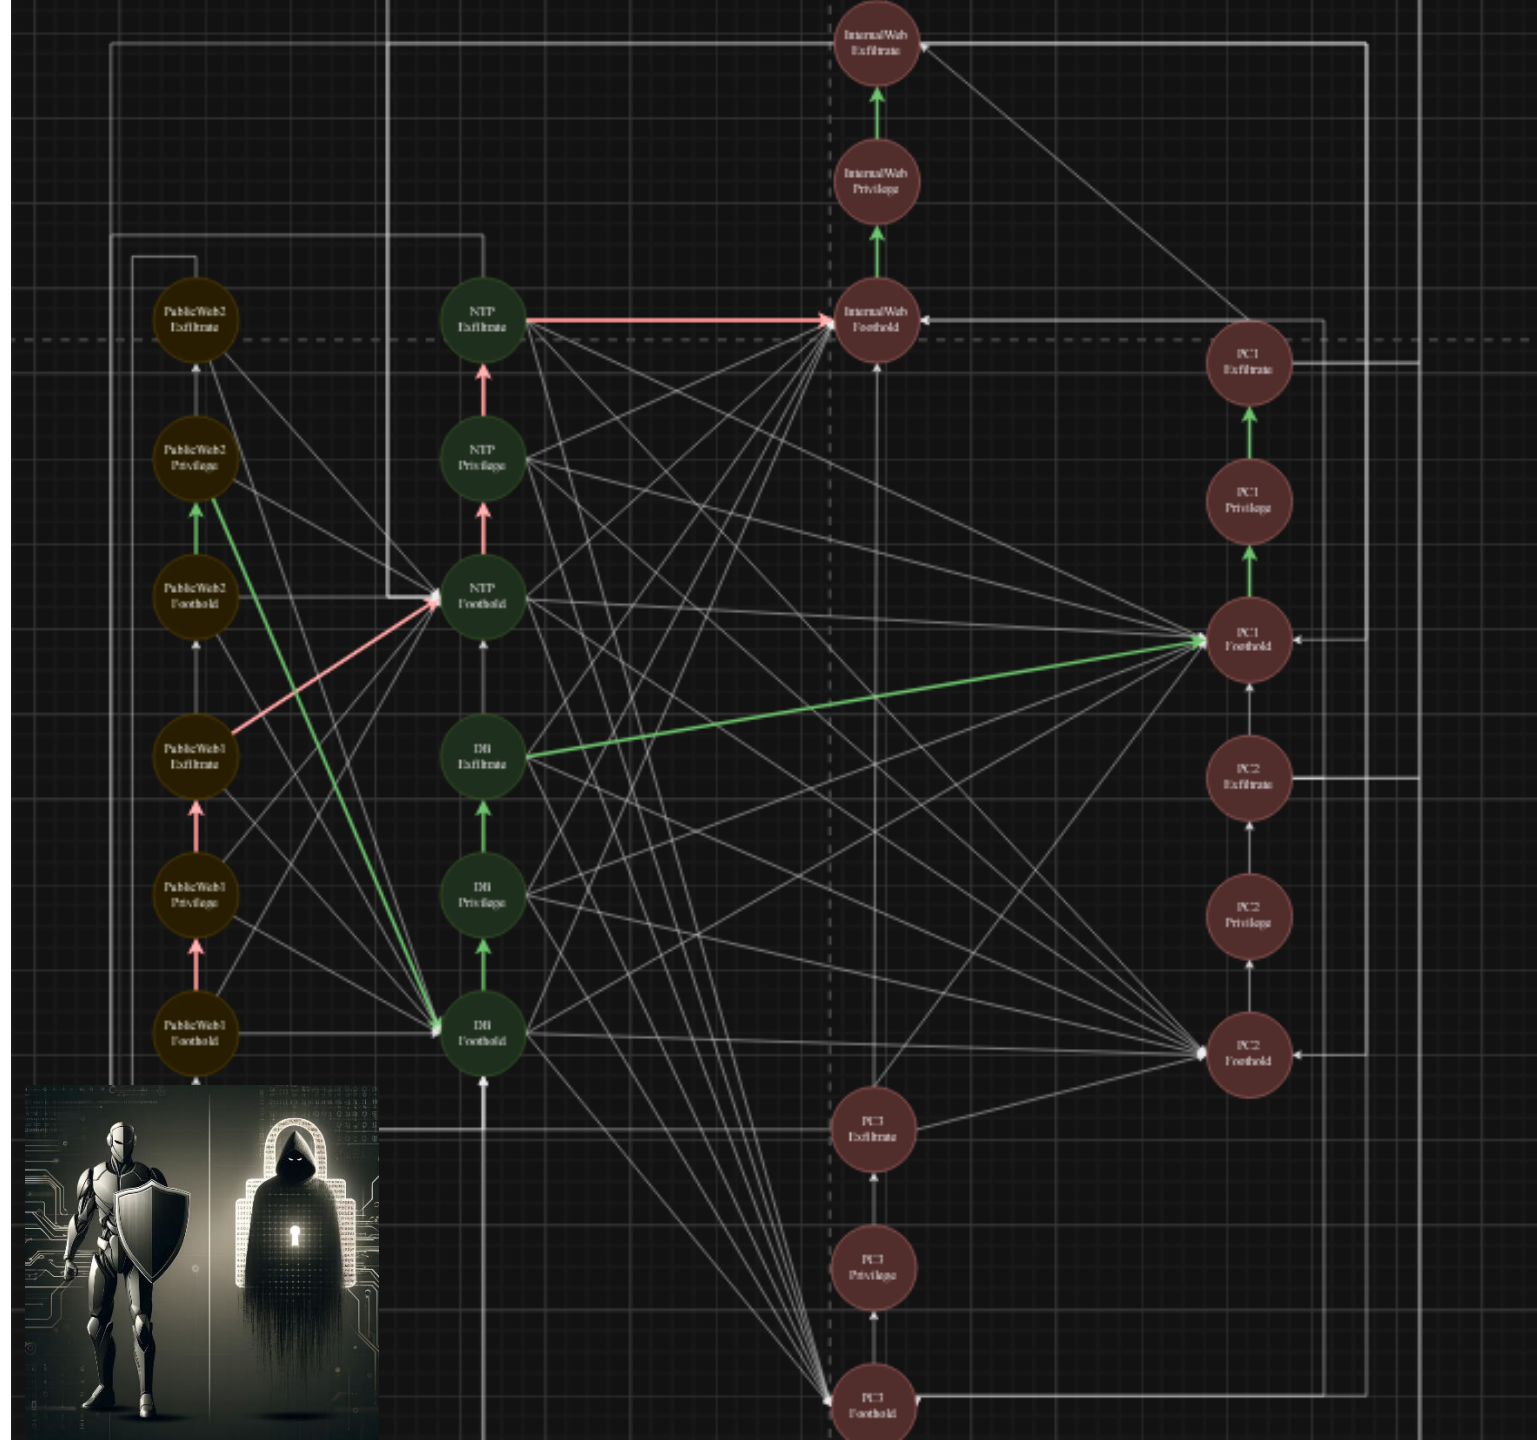 InternalWeb
Exfiltrate
InternalWeb
Privilege
InternalWeb
Foothold
PublicWeb2
Exfiltrate
NTP
Exfiltrate
PC1
Exfiltrate
PublicWeb2
Privilege
NTP
Privilege
PC1
Privilege
PublicWeb2
Foothold
NTP
Foothold
PC1
Foothold
PublicWeb1
Exfiltrate
DB
Exfiltrate
PC2
Exfiltrate
PublicWeb1
Privilege
DB
Privilege
PC2
Privilege
PublicWeb1
Foothold
DB
Foothold
PC2
Foothold
PC3
Exfiltrate
PC3
Privilege
PC3
Foothold